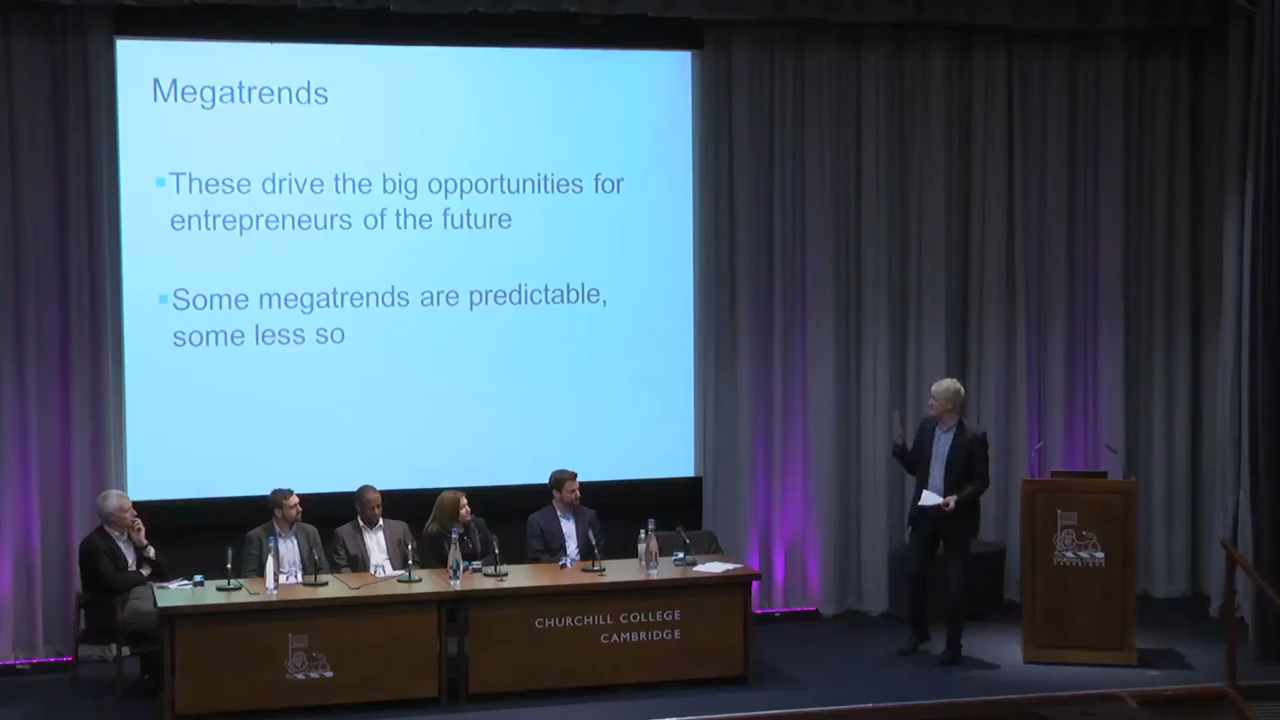 Megatrends
▪These drive the big opportunities for
entrepreneurs of the future
▪Some megatrends are predictable,
some less so
CHURCHILL COLLEGE
CAMBRIDGE